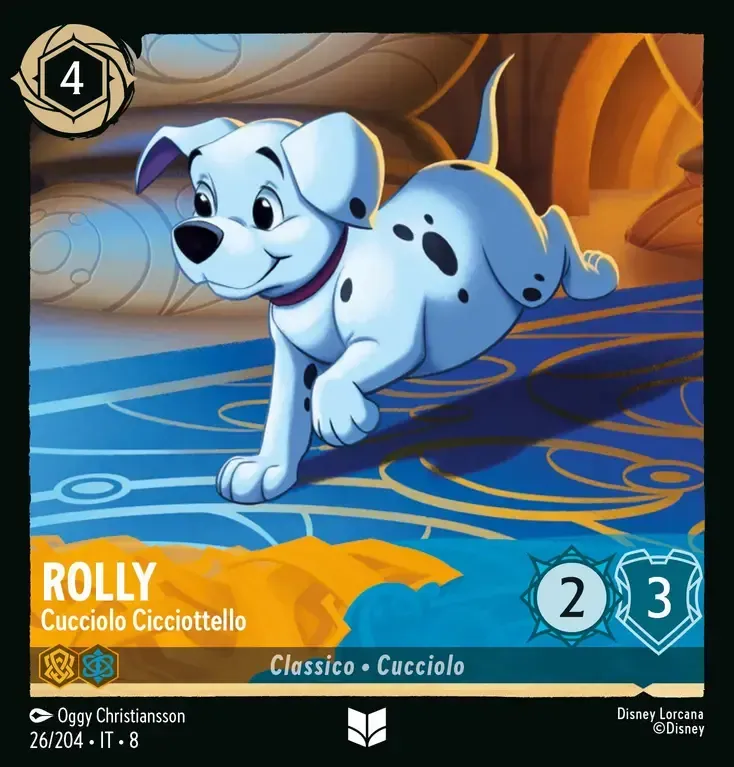 4
ROLLY
Cucciolo Cicciottello
2
3
Classico • Cucciolo
Oggy Christiansson
26/204 • IT • 8
Disney Lorcana
©Disney